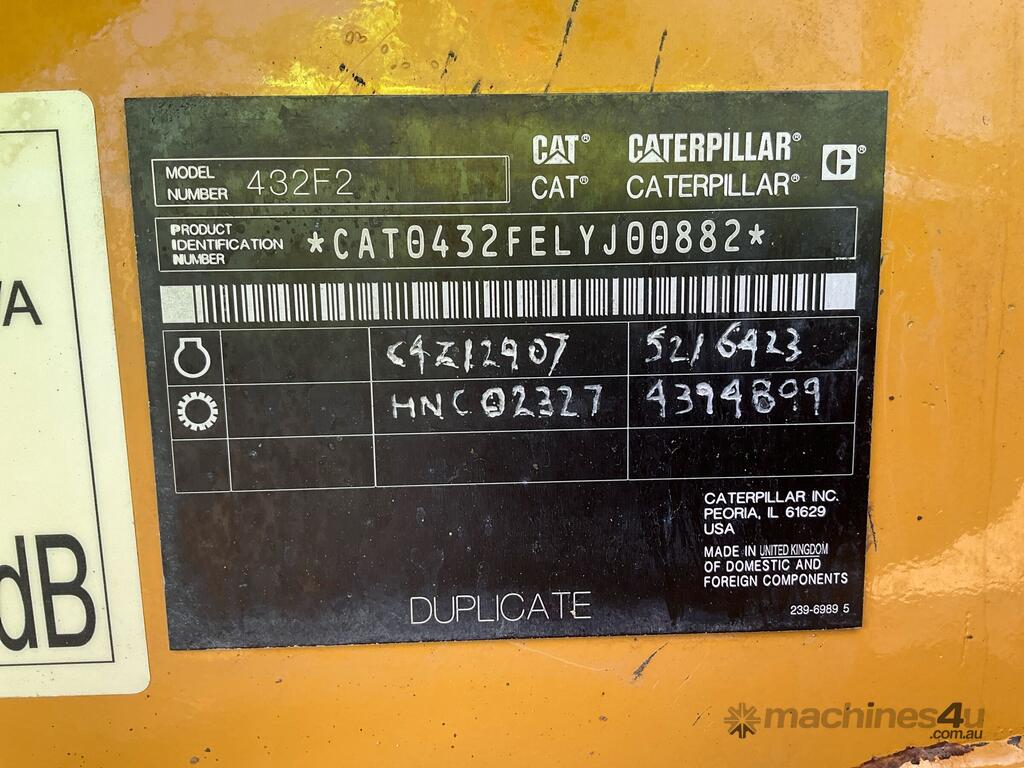 CAT® CATERPILLAR®
CAT® CATERPILLAR®
MODEL
NUMBER 432F2
PRODUCT
IDENTIFICATION
NUMBER *CAT0432FELYJ00882*
VA
C4Z12907 5216423
HNC02327 4394809
CATERPILLAR INC.
PEORIA, IL 61629
USA
MADE IN UNITED KINGDOM
OF DOMESTIC AND
FOREIGN COMPONENTS
dB
DUPLICATE
239-6989 5
machines4u
.com.au